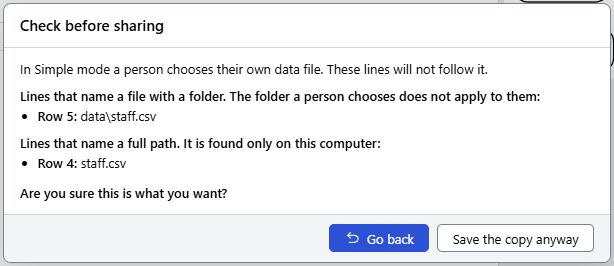 Check before sharing
In Simple mode a person chooses their own data file. These lines will not follow it.
Lines that name a file with a folder. The folder a person chooses does not apply to them:
• Row 5: data\staff.csv
Lines that name a full path. It is found only on this computer:
• Row 4: staff.csv
Are you sure this is what you want?
Go back
Save the copy anyway